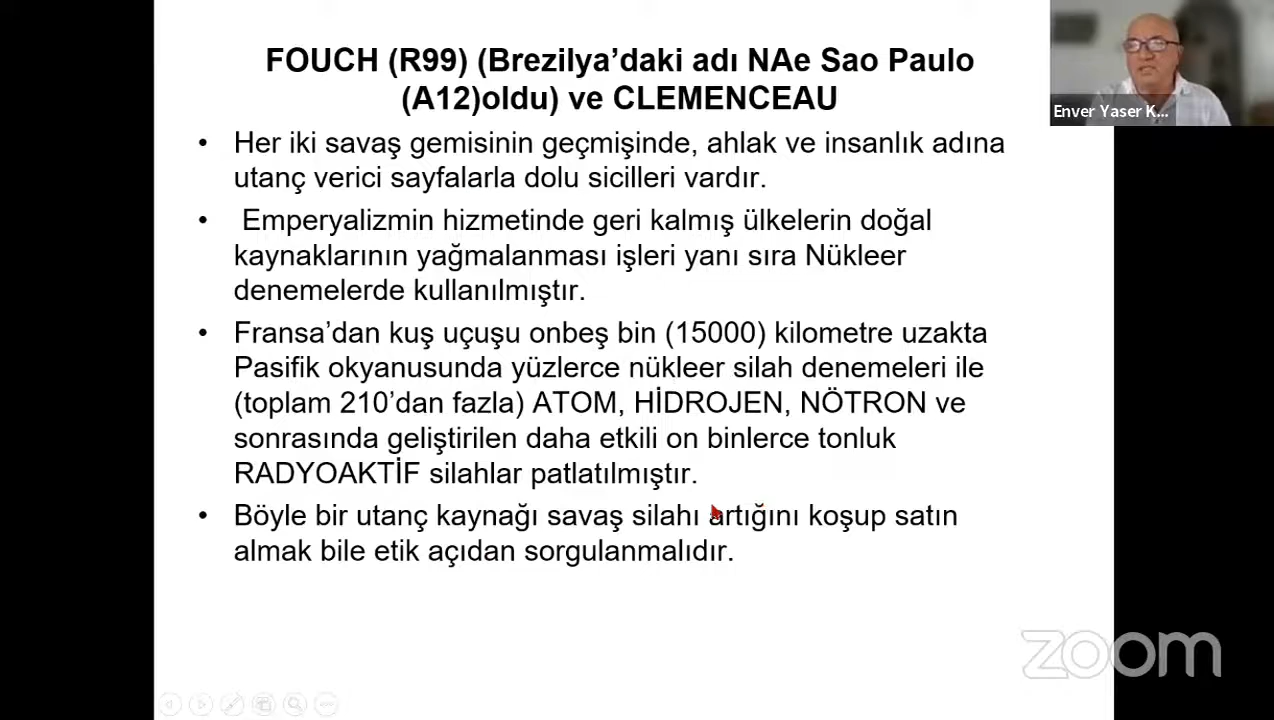 FOUCH (R99) (Brezilya’daki adı NAe Sao Paulo
(A12)oldu) ve CLEMENCEAU
• Her iki savaş gemisinin geçmişinde, ahlak ve insanlık adına
utanç verici sayfalarla dolu sicilleri vardır.
• Emperyalizmin hizmetinde geri kalmış ülkelerin doğal
kaynaklarının yağmalanması işleri yanı sıra Nükleer
denemelerde kullanılmıştır.
• Fransa’dan kuş uçuşu onbeş bin (15000) kilometre uzakta
Pasifik okyanusunda yüzlerce nükleer silah denemeleri ile
(toplam 210’dan fazla) ATOM, HİDROJEN, NÖTRON ve
sonrasında geliştirilen daha etkili on binlerce tonluk
RADYOAKTİF silahlar patlatılmıştır.
• Böyle bir utanç kaynağı savaş silahı artığını koşup satın
almak bile etik açıdan sorgulanmalıdır.
Enver Yaser K...
zoom